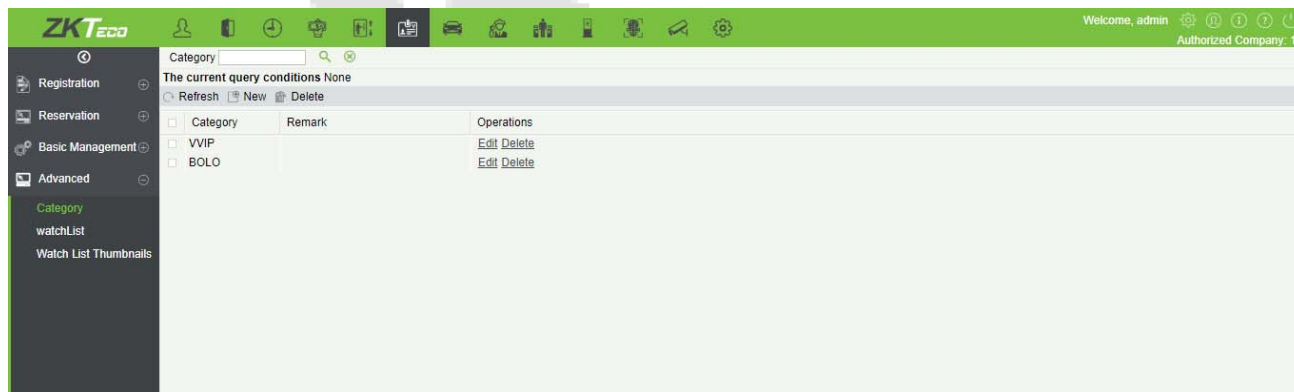 ZKTeco
Welcome, admin
Authorized Company: 1
Category
The current query conditions None
Refresh New Delete
Category Remark Operations
VVIP Edit Delete
BOLO Edit Delete
Registration
Reservation
Basic Management
Advanced
Category
watchList
Watch List Thumbnails